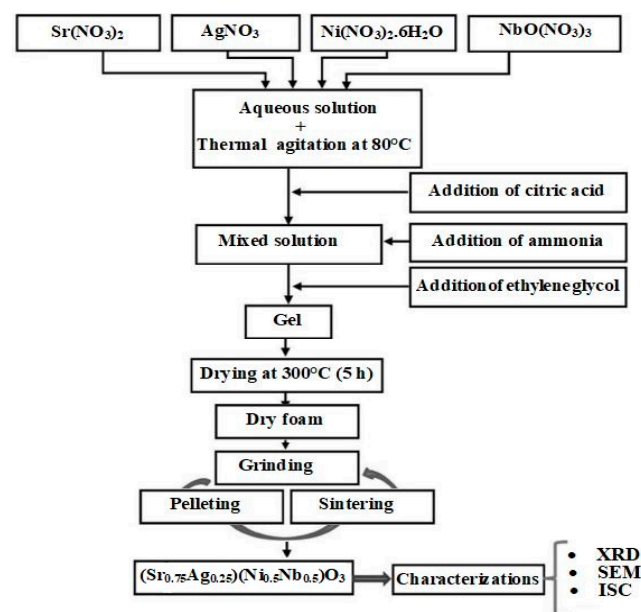 Sr(NO₃)₂
AgNO₃
Ni(NO₃)₂.6H₂O
NbO(NO₃)₃
Aqueous solution
+
Thermal agitation at 80°C
Addition of citric acid
Mixed solution
Addition of ammonia
Addition of ethylene glycol
Gel
Drying at 300°C (5 h)
Dry foam
Grinding
Pelleting
Sintering
(Sr₀.₇₅Ag₀.₂₅)(Ni₀.₅Nb₀.₅)O₃
Characterizations
• XRD
• SEM
• ISC